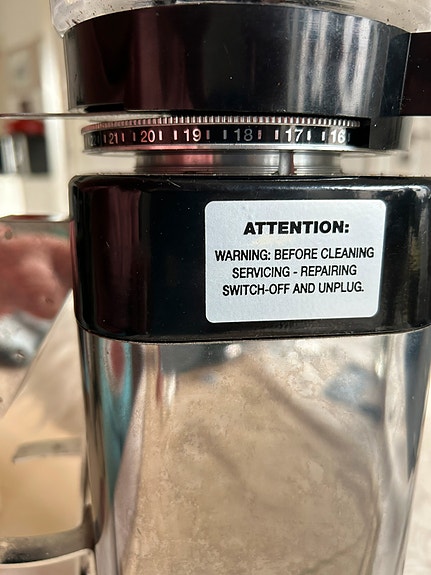 21 20 19 18 17 16
ATTENTION:
WARNING: BEFORE CLEANING
SERVICING - REPAIRING
SWITCH-OFF AND UNPLUG.